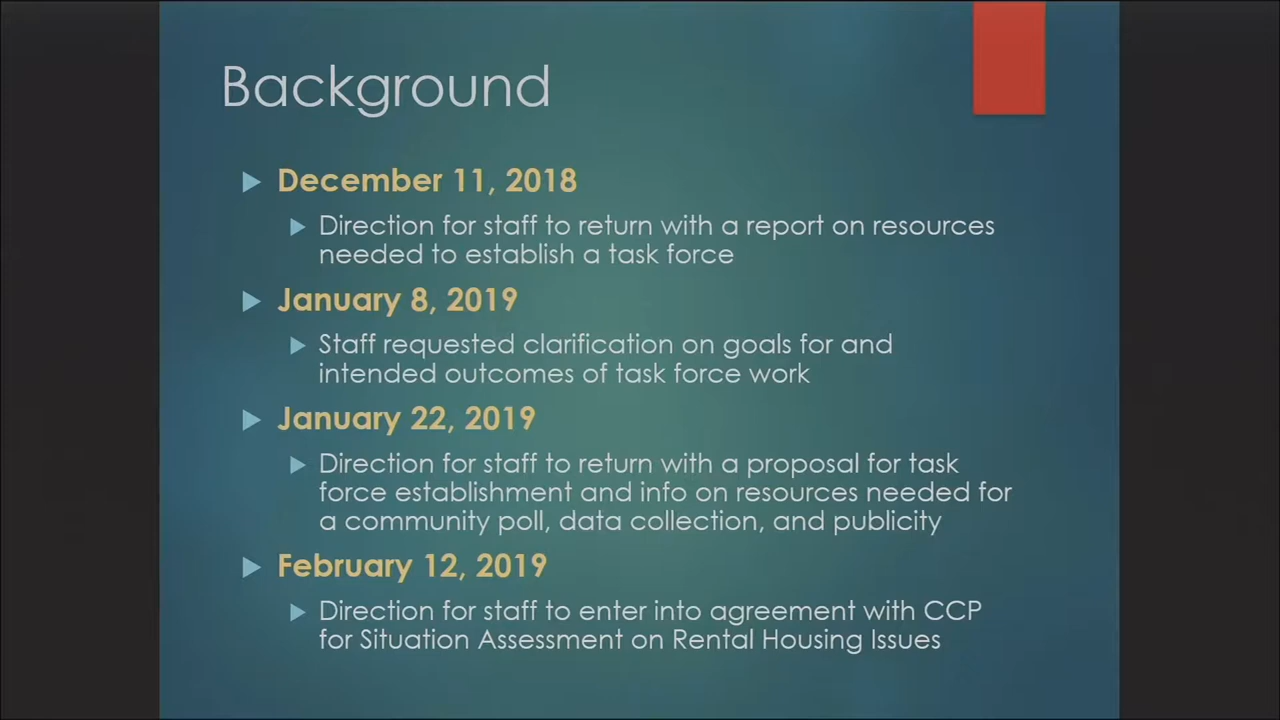 Background
December 11, 2018
Direction for staff to return with a report on resources
needed to establish a task force
January 8, 2019
Staff requested clarification on goals for and
intended outcomes of task force work
January 22, 2019
Direction for staff to return with a proposal for task
force establishment and info on resources needed for
a community poll, data collection, and publicity
February 12, 2019
Direction for staff to enter into agreement with CCP
for Situation Assessment on Rental Housing Issues